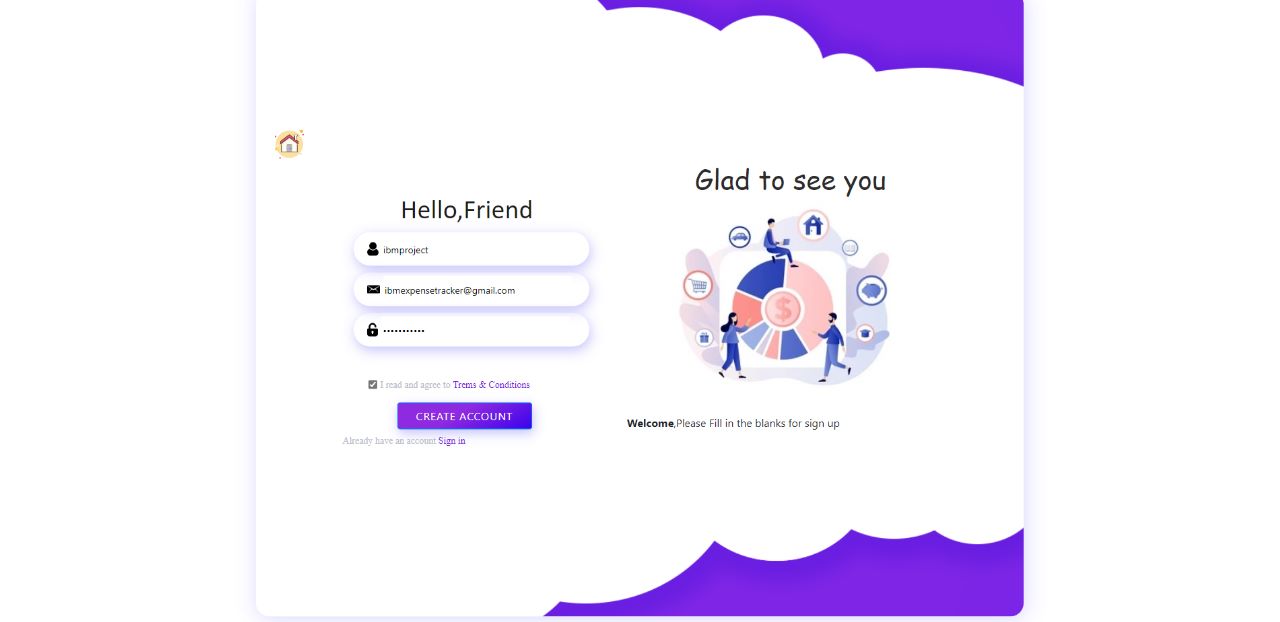 Hello,Friend
ibmproject
ibmexpensetracker@gmail.com
•••••••••••
I read and agree to Trems & Conditions
CREATE ACCOUNT
Already have an account Sign in
Glad to see you
$
Welcome,Please Fill in the blanks for sign up